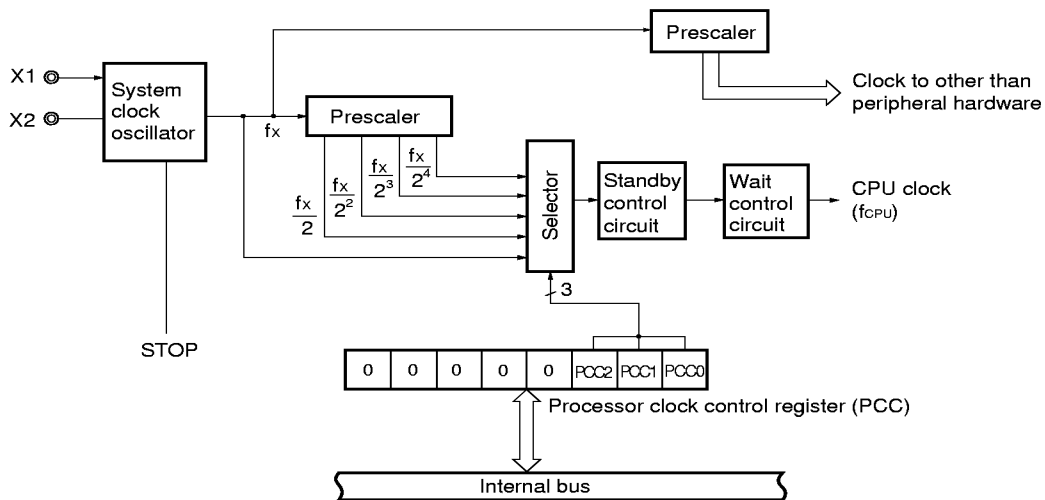 Prescaler
X1
X2
System
clock
oscillator
Clock to other than
peripheral hardware
fX
Prescaler
fX/2
fX/2^2
fX/2^3
fX/2^4
Selector
Standby
control
circuit
Wait
control
circuit
CPU clock
(fCPU)
3
STOP
0 0 0 0 0 PCC2 PCC1 PCC0
Processor clock control register (PCC)
Internal bus